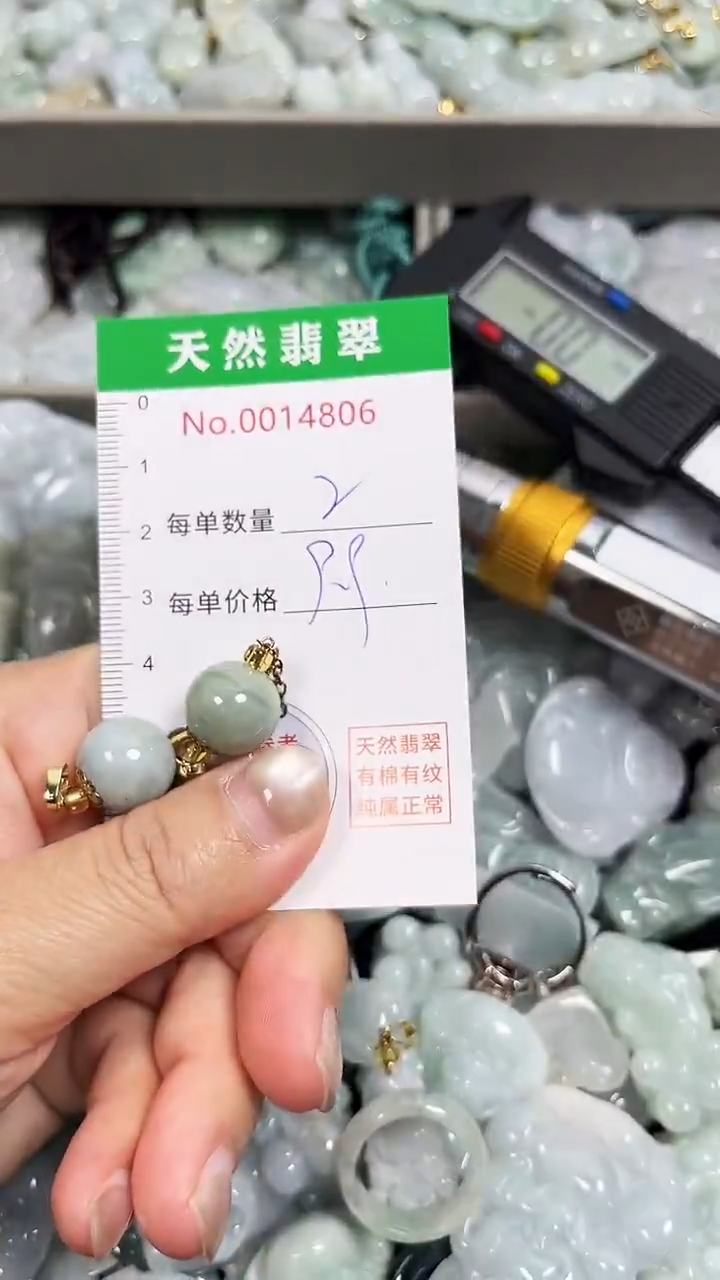 天然翡翠
No.0014806
0
1
每单数量 2
2
每单价格
3
4
天然翡翠
有棉有纹
纯属正常